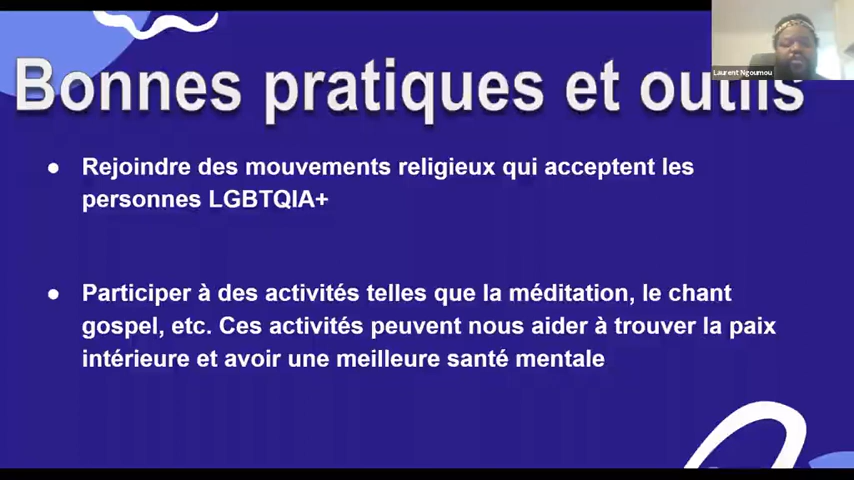 Laurent Ngoumou
Bonnes pratiques et outils
• Rejoindre des mouvements religieux qui acceptent les
personnes LGBTQIA+
• Participer à des activités telles que la méditation, le chant
gospel, etc. Ces activités peuvent nous aider à trouver la paix
intérieure et avoir une meilleure santé mentale